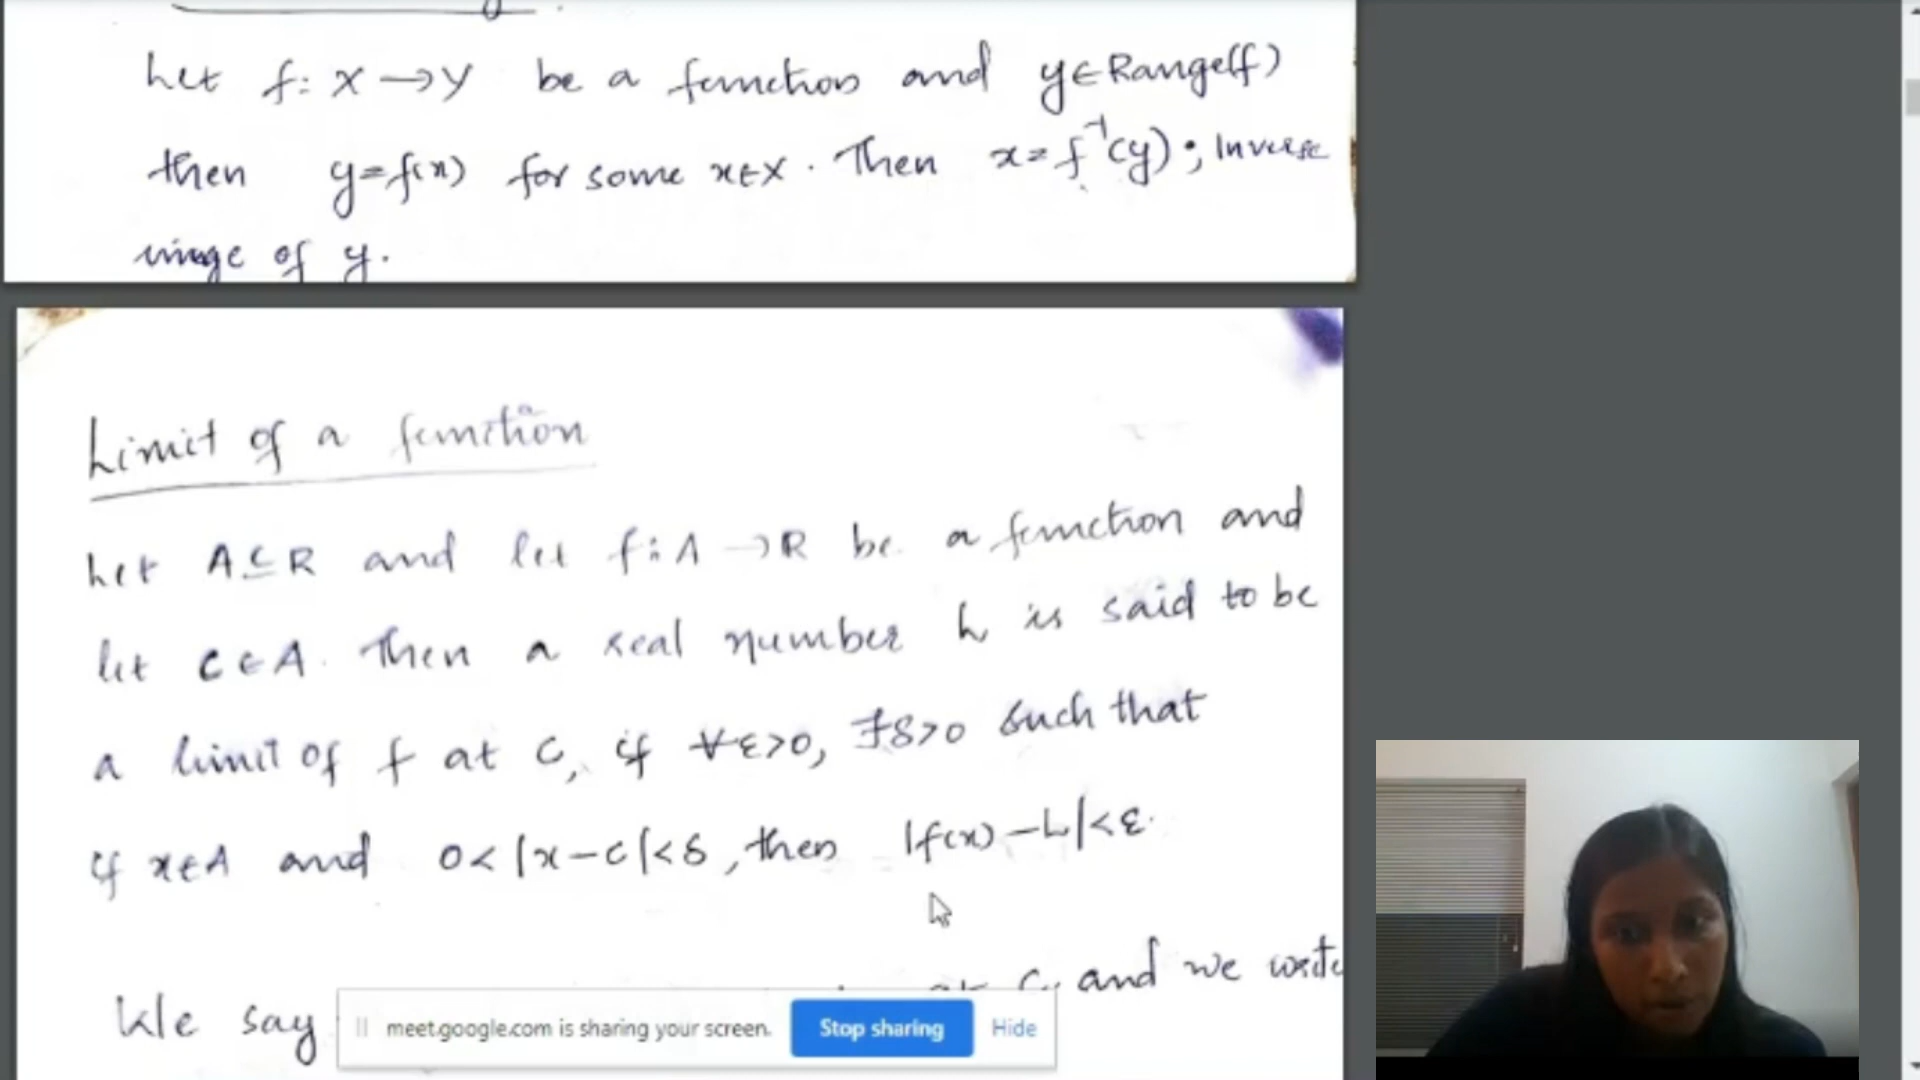 Let f: X → Y be a function and y∈Range(f)
then y=f(x) for some x∈X. Then x=f⁻¹(y); Inverse
image of y.
Limit of a function
Let A⊆R and let f:A→R be a function and
let c∈A. Then a real number L is said to be
a limit of f at c, if ∀ε>0, ∃δ>0 such that
if x∈A and 0<|x-c|<δ, then |f(x)-L|<ε.
We say at c, and we write
meet.google.com is sharing your screen. Stop sharing Hide